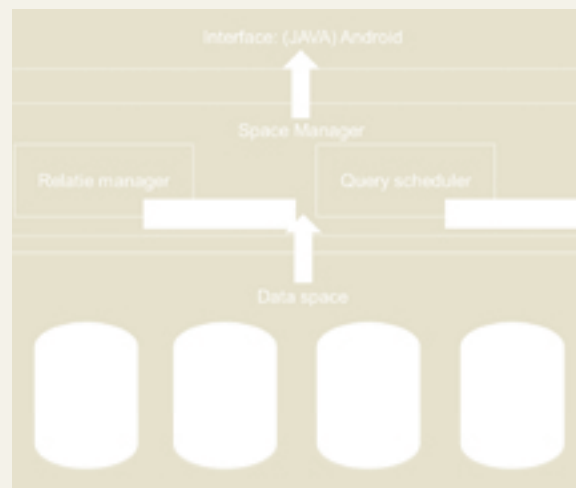 Interface: (JAVA) Android
Space Manager
Relatie manager
Query scheduler
Data space